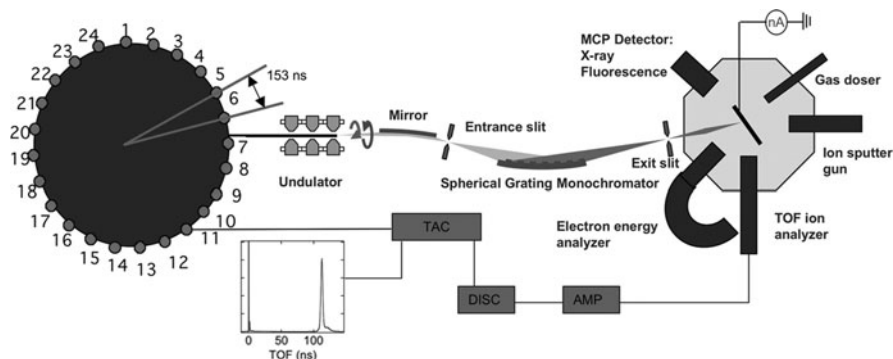 1
2
3
4
5
6
7
8
9
10
11
12
13
14
15
16
17
18
19
20
21
22
23
24
153 ns
Undulator
Mirror
Entrance slit
Spherical Grating Monochromator
Exit slit
nA
MCP Detector:
X-ray
Fluorescence
Gas doser
Ion sputter
gun
TOF ion
analyzer
Electron energy
analyzer
TAC
DISC
AMP
0
50
100
TOF (ns)